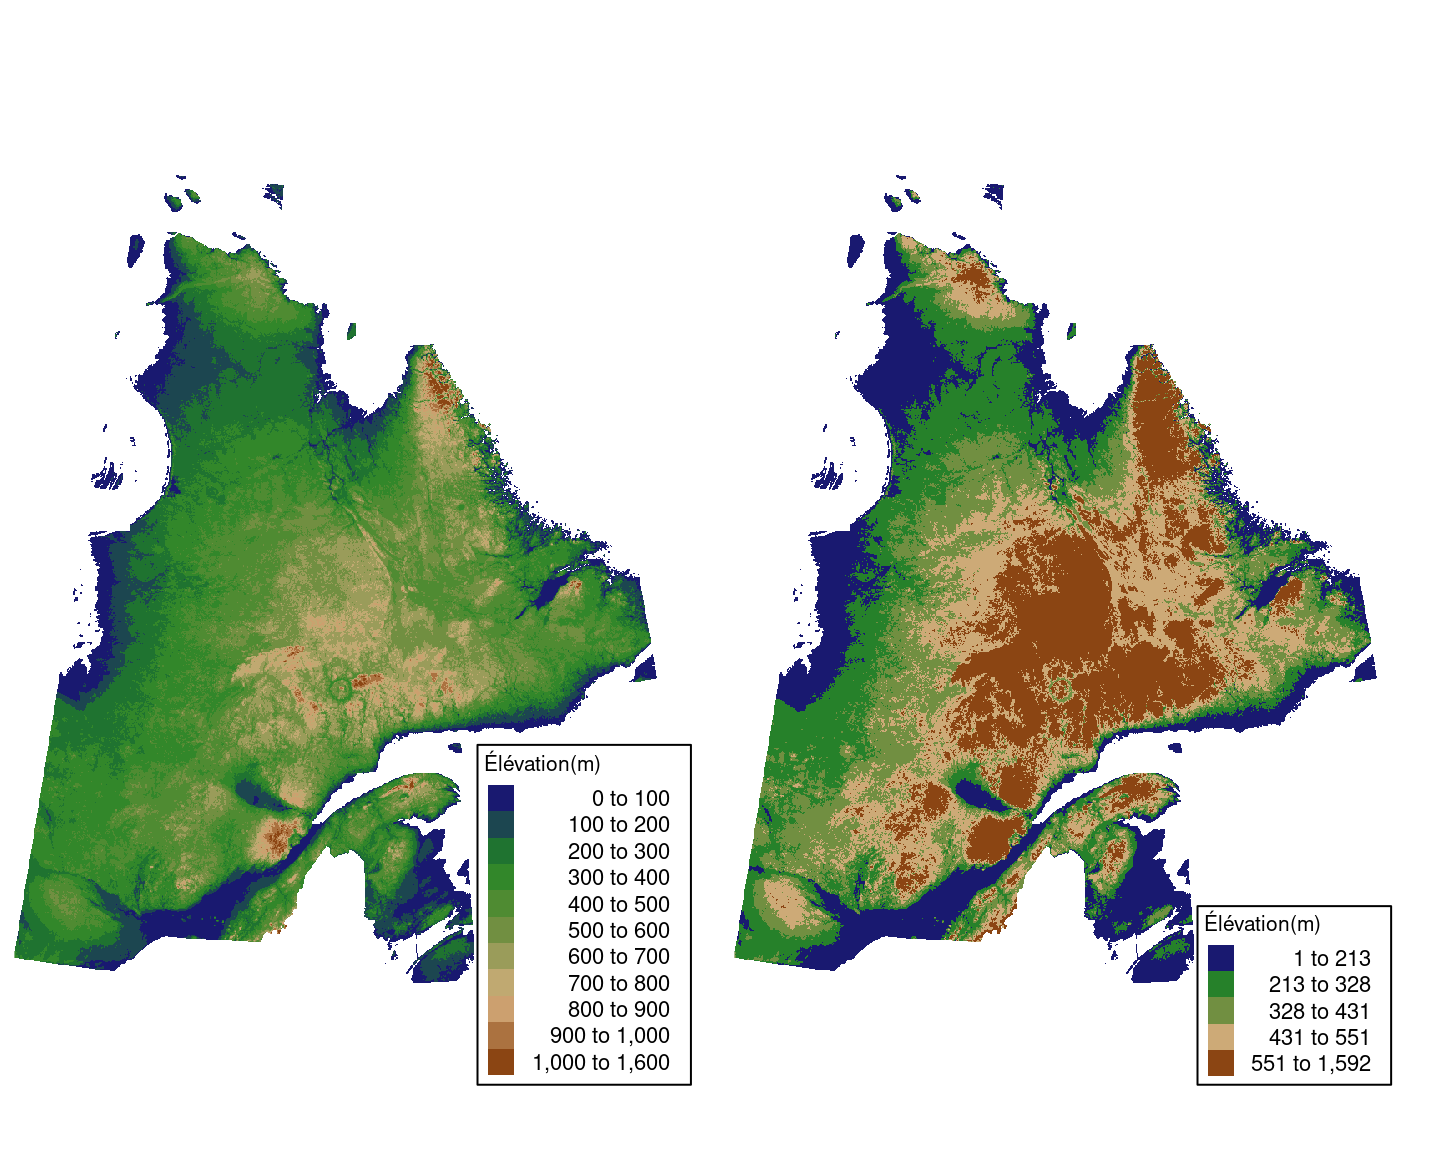 Élévation(m)
0 to 100
100 to 200
200 to 300
300 to 400
400 to 500
500 to 600
600 to 700
700 to 800
800 to 900
900 to 1,000
1,000 to 1,600
Élévation(m)
1 to 213
213 to 328
328 to 431
431 to 551
551 to 1,592